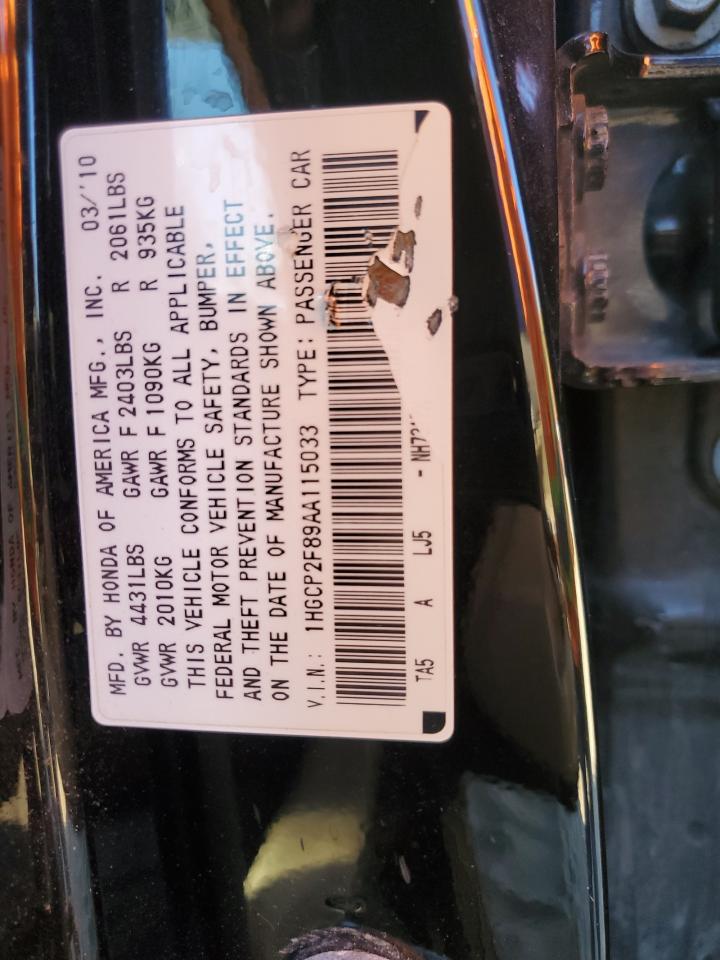 MFD. BY HONDA OF AMERICA MFG., INC. 03/'10
GVWR 4431LBS GAWR F 2403LBS R 2061LBS
GVWR 2010KG GAWR F 1090KG R 935KG
THIS VEHICLE CONFORMS TO ALL APPLICABLE
FEDERAL MOTOR VEHICLE SAFETY, BUMPER,
AND THEFT PREVENTION STANDARDS IN EFFECT
ON THE DATE OF MANUFACTURE SHOWN ABOVE.
V.I.N.: 1HGCP2F89AA115033 TYPE: PASSENGER CAR
TA5 A LJ5 -